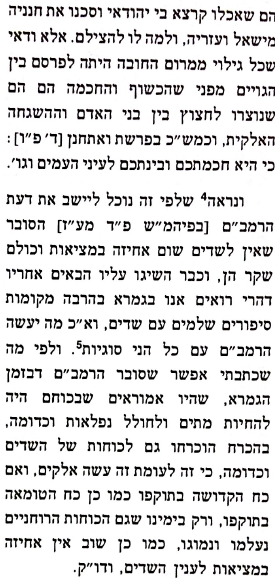 הם שאכלו קרצא בי יהודאי וסכנו את חנניה
מישאל ועזריה, ולמה לו להצילם. אלא ודאי
שכל גילוי ממרום החובה היתה לפרסם בין
הגויים מפני שהכשוף והחכמה הם הם
שנוצרו לחצוץ בין בני האדם וההשגחה
האלקית, וכמש״כ בפרשת ואתחנן [ד׳ פ״ו]:
כי היא חכמתכם ובינתכם לעיני העמים וגו׳.
ונראה4 שלפי זה נוכל ליישב את דעת
הרמב״ם [בפיהמ״ש פ״ד מע״ז] הסובר
שאין לשדים שום אחיזה במציאות וכולם
שקר הן, וכבר השיגו עליו הבאים אחריו
דהרי רואים אנו בגמרא בהרבה מקומות
סיפורים שלמים עם שדים, וא״כ מה יעשה
הרמב״ם עם כל הני סוגיות5. ולפי מה
שכתבתי אפשר שסובר הרמב״ם דבזמן
הגמרא, שהיו אמוראים שבכוחם היה
להחיות מתים ולחולל נפלאות וכדומה,
בהכרח הוכרחו גם לכוחות של השדים
וכדומה, כי זה לעומת זה עשה אלקים, ואם
כח הקדושה בתוקפו כמו כן כח הטומאה
בתוקפו, ורק בימינו שגם הכוחות הרוחניים
נעלמו ונמוגו, כמו כן שוב אין אחיזה
במציאות לענין השדים, ודו״ק.